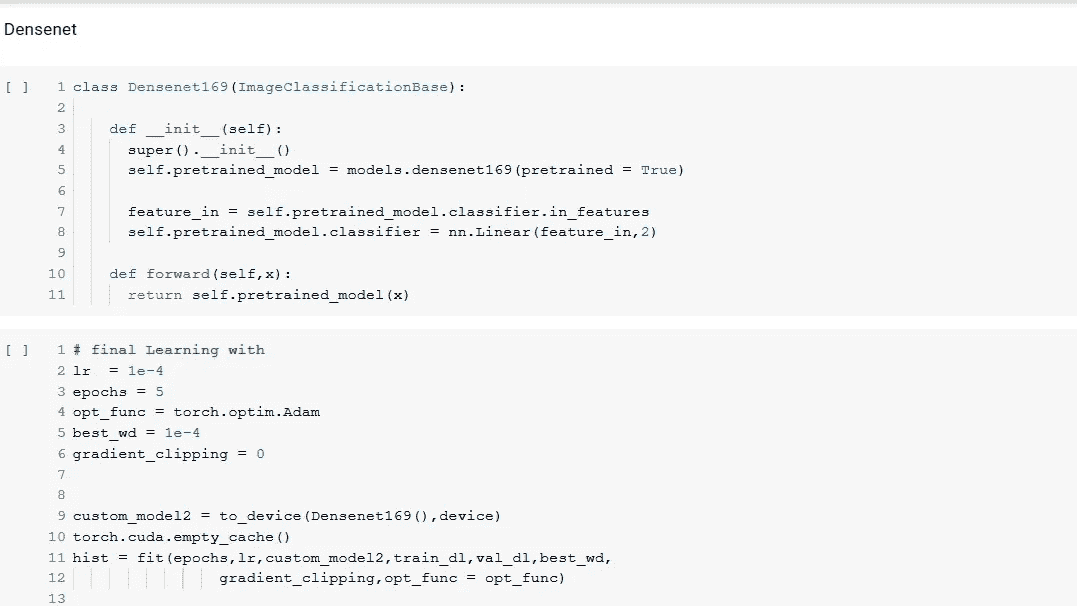 Densenet
[ ] 1 class Densenet169(ImageClassificationBase):
2
3     def __init__(self):
4       super().__init__()
5       self.pretrained_model = models.densenet169(pretrained = True)
6
7       feature_in = self.pretrained_model.classifier.in_features
8       self.pretrained_model.classifier = nn.Linear(feature_in,2)
9
10     def forward(self,x):
11       return self.pretrained_model(x)
[ ] 1 # final Learning with
2 lr  = 1e-4
3 epochs = 5
4 opt_func = torch.optim.Adam
5 best_wd = 1e-4
6 gradient_clipping = 0
7
8
9 custom_model2 = to_device(Densenet169(),device)
10 torch.cuda.empty_cache()
11 hist = fit(epochs,lr,custom_model2,train_dl,val_dl,best_wd,
12                 gradient_clipping,opt_func = opt_func)
13